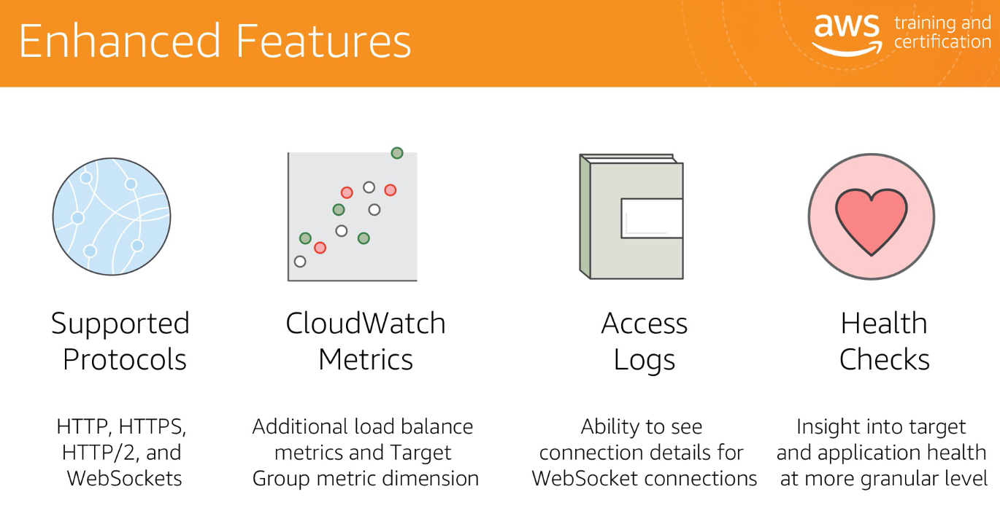 Enhanced Features
aws training and
certification
Supported
Protocols
HTTP, HTTPS,
HTTP/2, and
WebSockets
CloudWatch
Metrics
Additional load balance
metrics and Target
Group metric dimension
Access
Logs
Ability to see
connection details for
WebSocket connections
Health
Checks
Insight into target
and application health
at more granular level